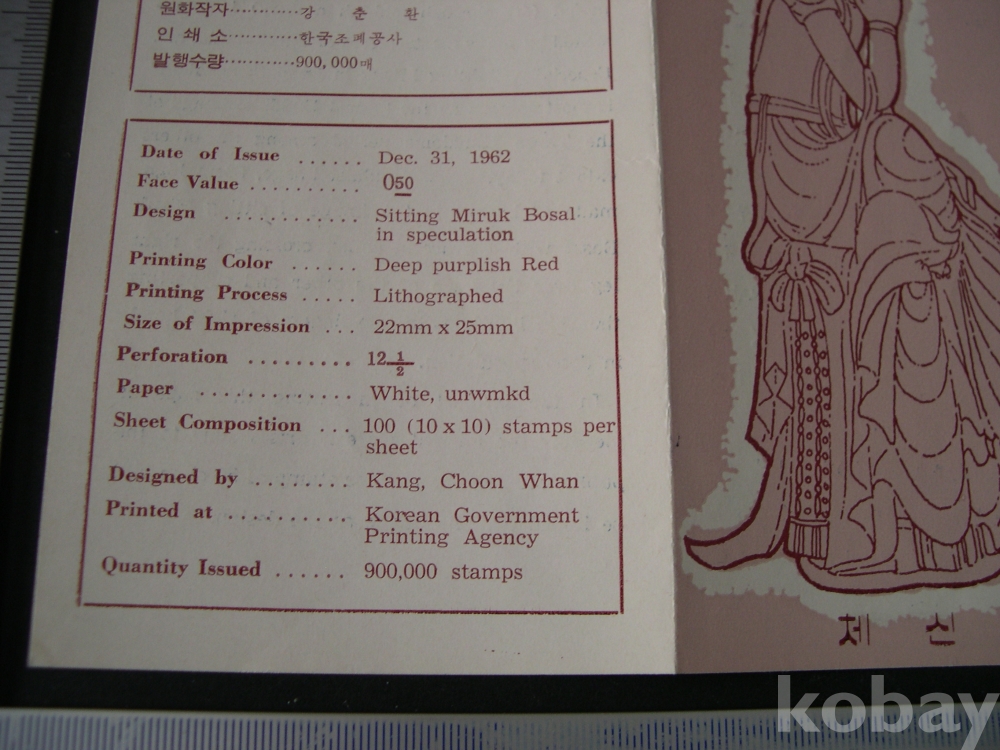 원화작자············강 춘 환
인 쇄 소············한국조폐공사
발행수량············900,000매
Date of Issue ...... Dec. 31, 1962
Face Value .......... 050
Design ............ Sitting Miruk Bosal
in speculation
Printing Color ...... Deep purplish Red
Printing Process ..... Lithographed
Size of Impression ... 22mm x 25mm
Perforation ......... 12 1/2
Paper ............. White, unwmkd
Sheet Composition ... 100 (10 x 10) stamps per
sheet
Designed by ........ Kang, Choon Whan
Printed at .......... Korean Government
Printing Agency
Quantity Issued ...... 900,000 stamps
체 신
kobay